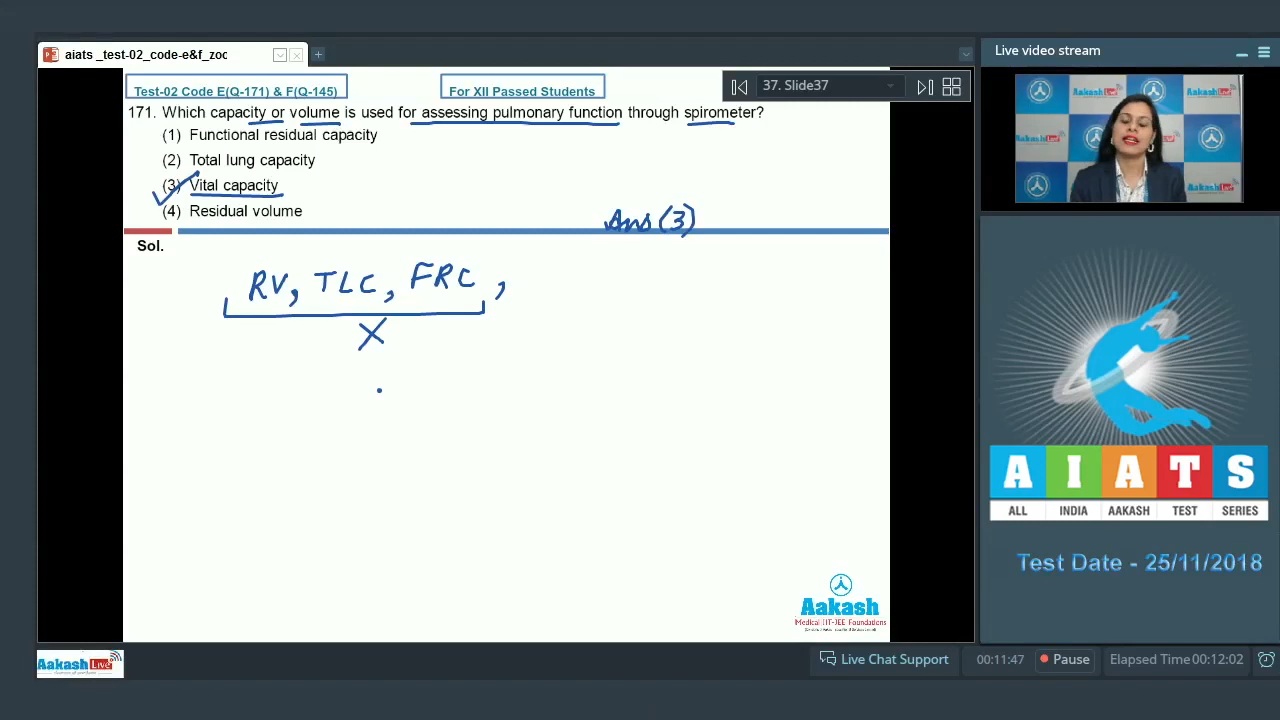 aiats _test-02_code-e&f_zoc
Live video stream
Test-02 Code E(Q-171) & F(Q-145)
For XII Passed Students
37. Slide37
171. Which capacity or volume is used for assessing pulmonary function through spirometer?
(1) Functional residual capacity
(2) Total lung capacity
(3) Vital capacity
(4) Residual volume
Ans (3)
Sol.
RV, TLC, FRC,
X
AIATS
ALL INDIA AAKASH TEST SERIES
Test Date - 25/11/2018
Aakash
Medical|IIT-JEE|Foundations
Aakash Live
Live Chat Support
00:11:47
Pause
Elapsed Time 00:12:02